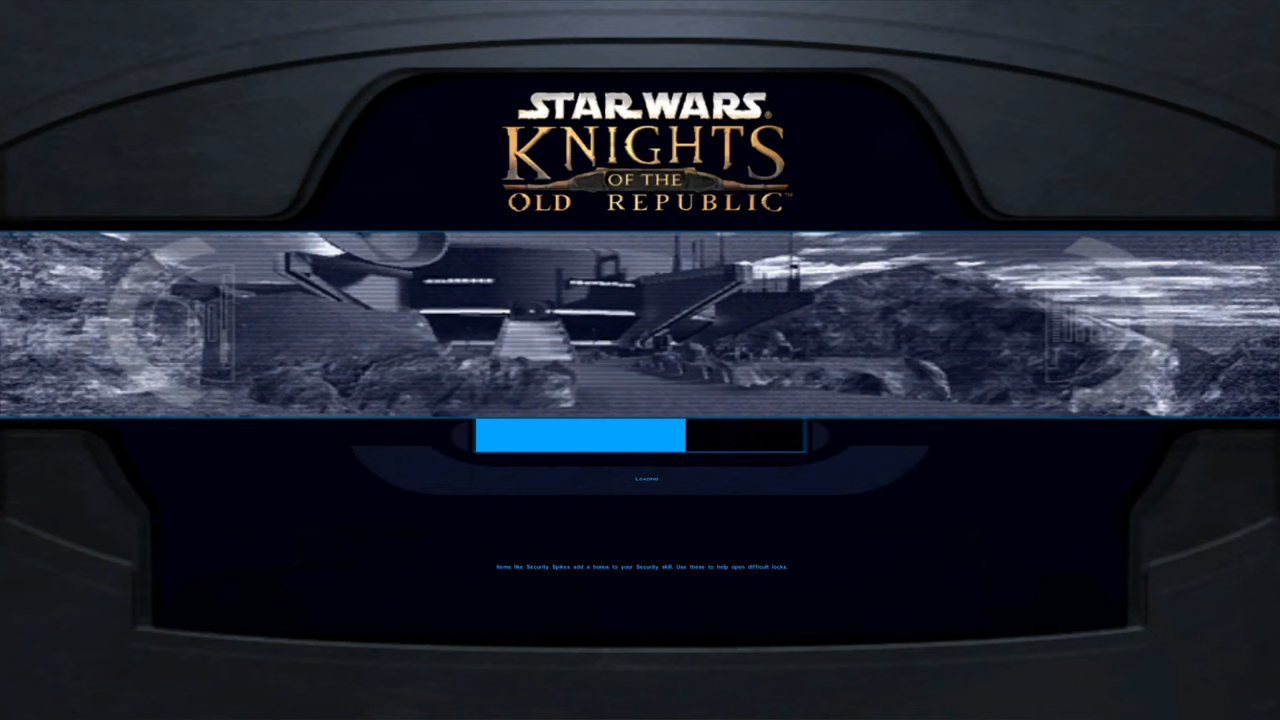 STAR WARS®
KNIGHTS
OF THE
OLD REPUBLIC™
Loading
Items like Security Spikes add a bonus to your Security skill. Use these to help open difficult locks.